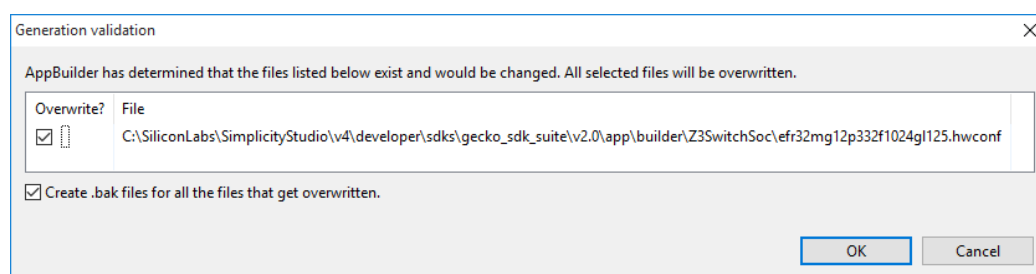 Generation validation
AppBuilder has determined that the files listed below exist and would be changed. All selected files will be overwritten.
Overwrite? File
C:\SiliconLabs\SimplicityStudio\v4\developer\sdks\gecko_sdk_suite\v2.0\app\builder\Z3SwitchSoc\efr32mg12p332f1024gl125.hwconf
Create .bak files for all the files that get overwritten.
OK Cancel